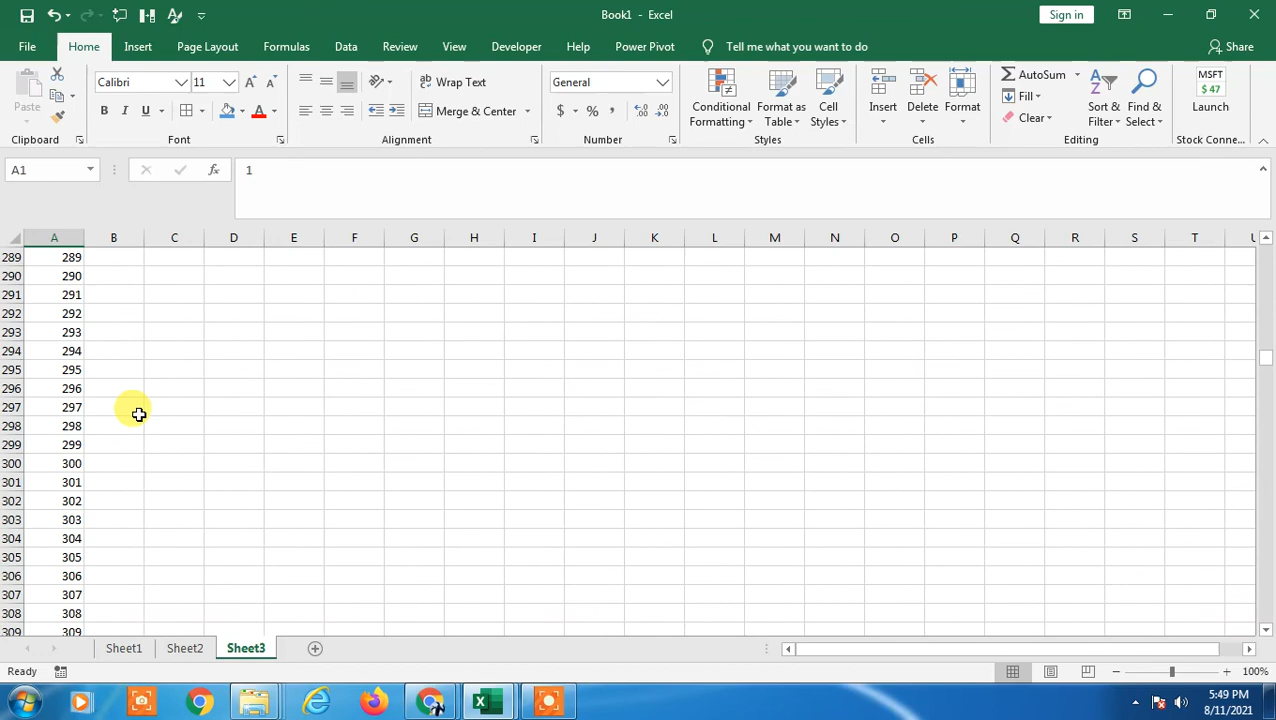 Book1 - Excel
Sign in
File Home Insert Page Layout Formulas Data Review View Developer Help Power Pivot Tell me what you want to do Share
Paste
Calibri 11
B I U
Wrap Text
Merge & Center
General
$ % ,
Conditional Formatting
Format as Table
Cell Styles
Insert
Delete
Format
AutoSum
Fill
Clear
Sort & Filter
Find & Select
MSFT
$ 47
Launch
Clipboard Font Alignment Number Styles Cells Editing Stock Conne...
A1 fx 1
A B C D E F G H I J K L M N O P Q R S T U
289 289
290 290
291 291
292 292
293 293
294 294
295 295
296 296
297 297
298 298
299 299
300 300
301 301
302 302
303 303
304 304
305 305
306 306
307 307
308 308
309 309
Sheet1 Sheet2 Sheet3
Ready 100%
5:49 PM
8/11/2021